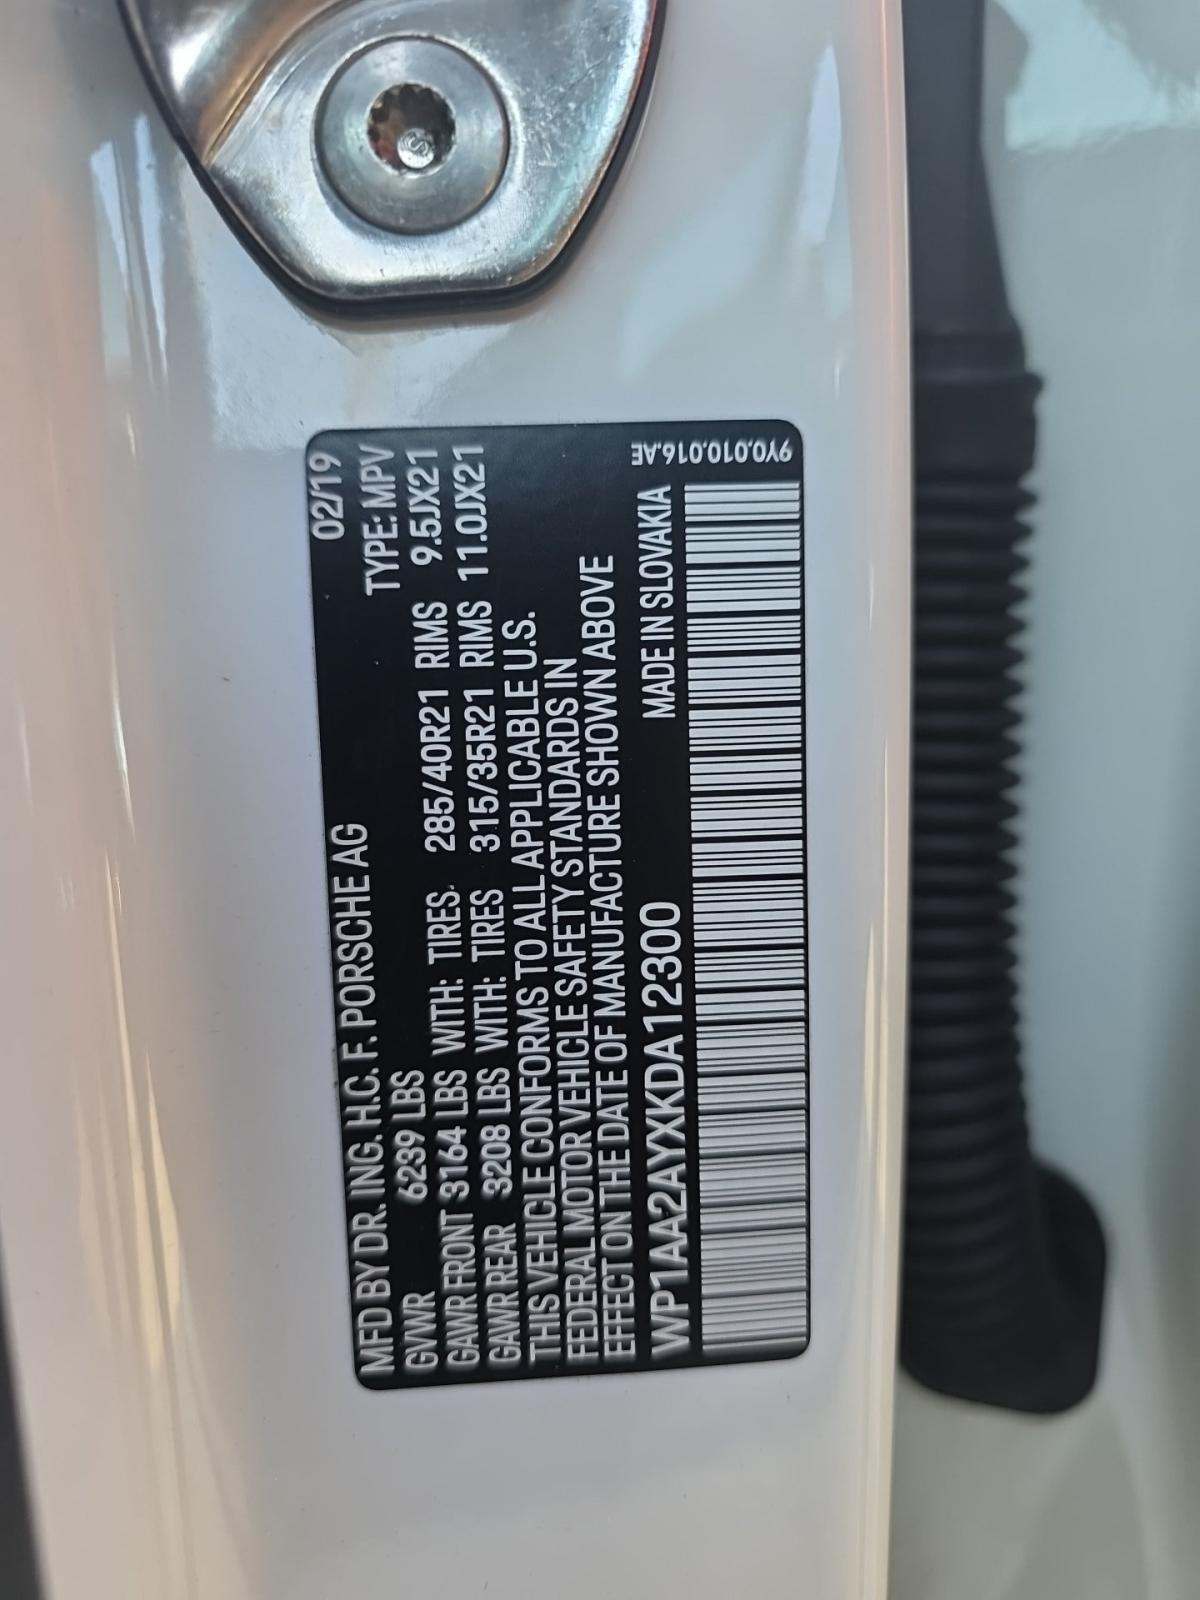 02/19
MFD BY DR. ING. H.C. F. PORSCHE AG TYPE: MPV
GVWR 6239 LBS
GAWR FRONT 3164 LBS WITH: TIRES 285/40R21 RIMS 9.5JX21
GAWR REAR 3208 LBS WITH: TIRES 315/35R21 RIMS 11.0JX21
THIS VEHICLE CONFORMS TO ALL APPLICABLE U.S.
FEDERAL MOTOR VEHICLE SAFETY STANDARDS IN
EFFECT ON THE DATE OF MANUFACTURE SHOWN ABOVE
WP1AA2AYXKDA12300 MADE IN SLOVAKIA
9Y0.010.016.AE